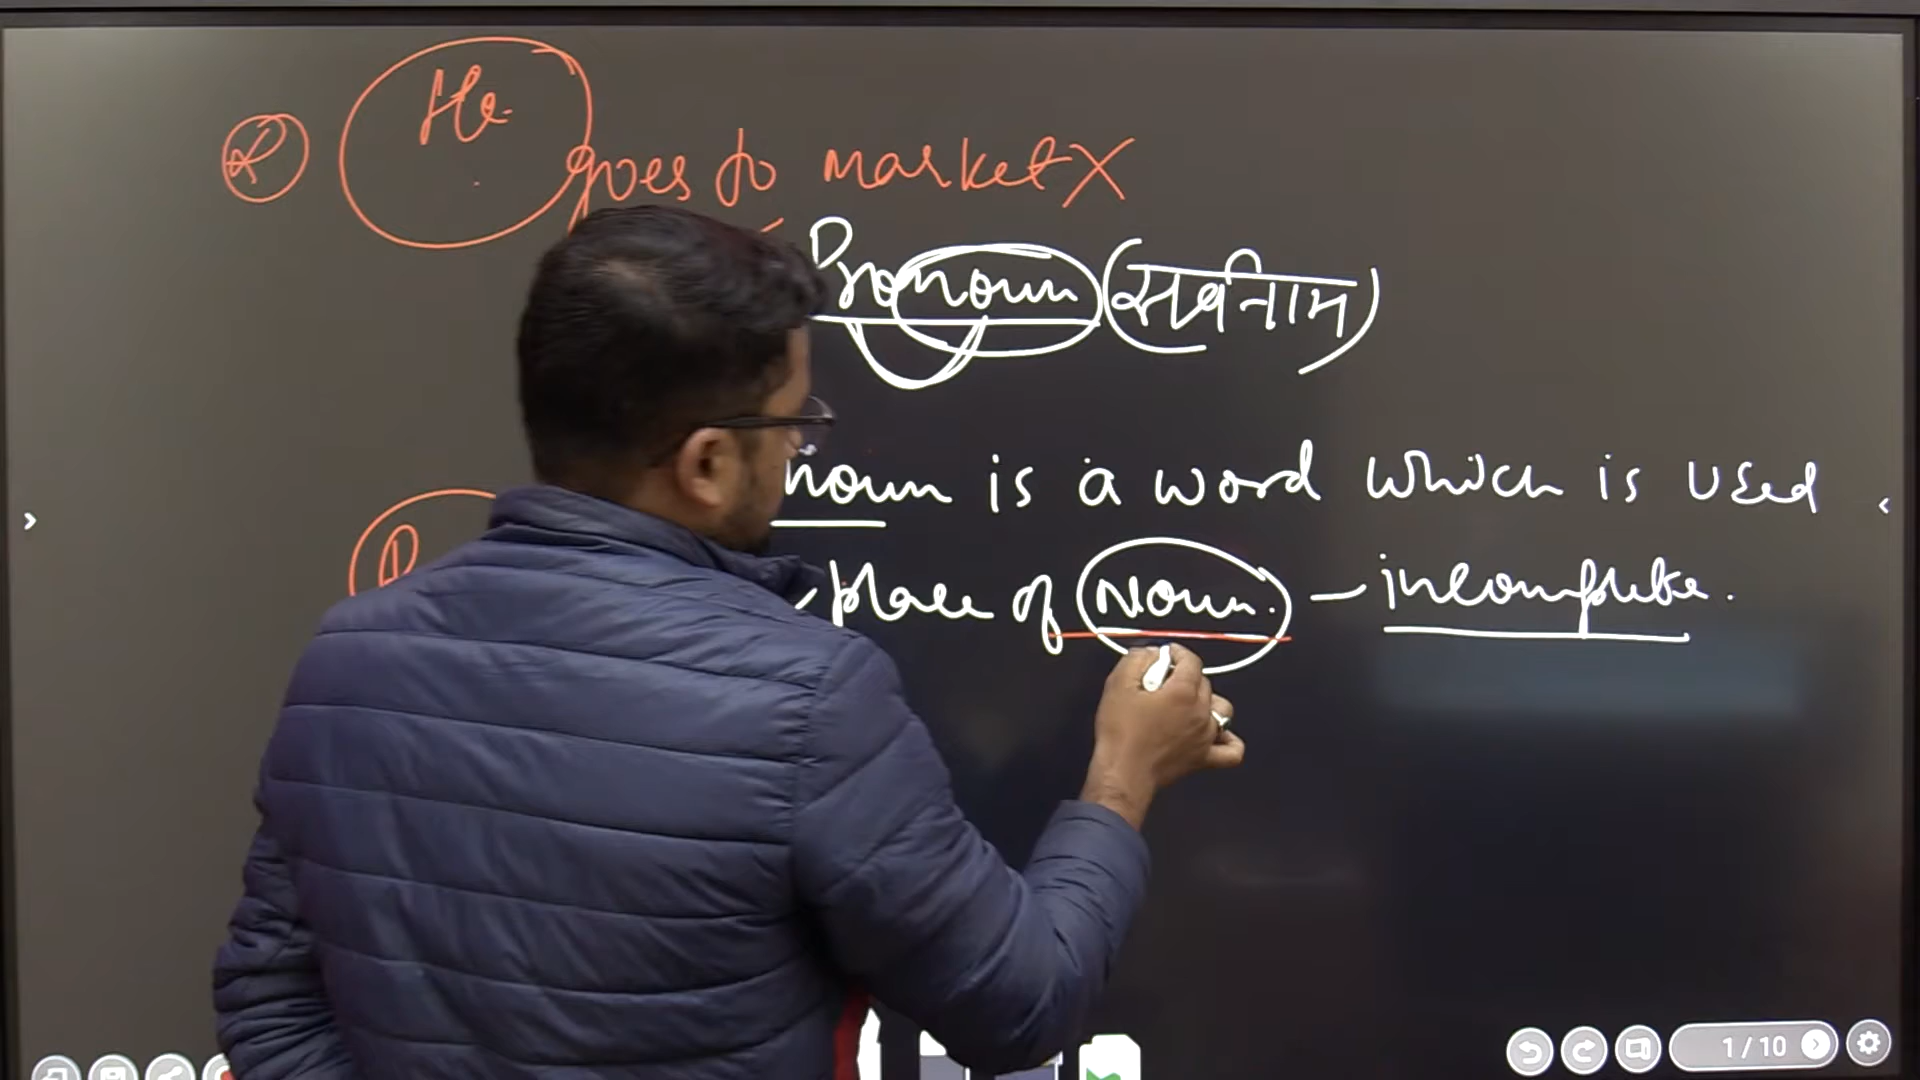 He
goes to market X
Pronoun (सर्वनाम)
noun is a word which is used
place of Noun. – incomplete.
1/10